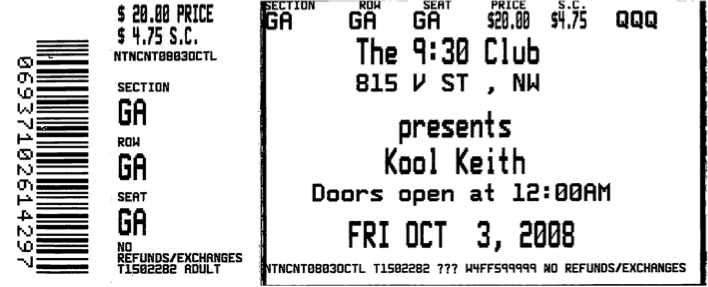 0693710261429​7
$ 20.00 PRICE
$ 4.75 S.C.
NTNCNT0803OCTL
SECTION
GA
ROW
GA
SEAT
GA
NO
REFUNDS/EXCHANGES
T1502282 ADULT
SECTION ROW SEAT PRICE S.C.
GA GA GA $20.00 $4.75 QQQ
The 9:30 Club
815 V ST , NW
presents
Kool Keith
Doors open at 12:00AM
FRI OCT 3, 2008
NTNCNT0803OCTL T1502282 ??? W4FF599999 NO REFUNDS/EXCHANGES